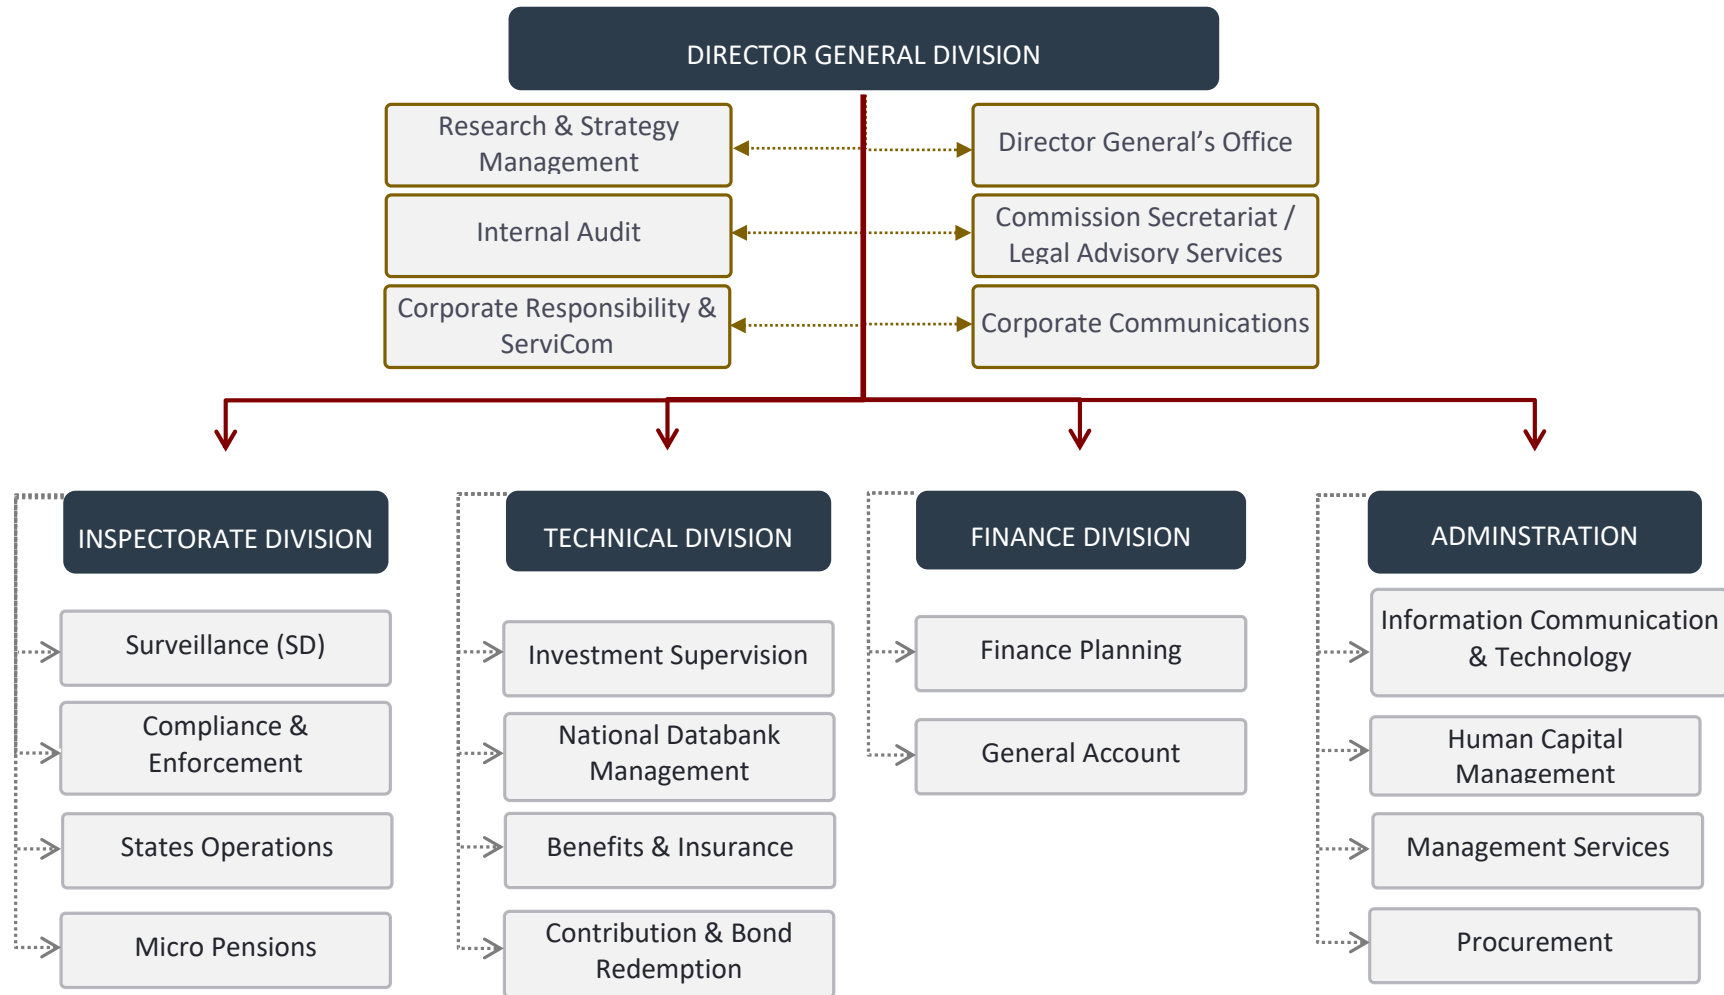 DIRECTOR GENERAL DIVISION
Research & Strategy
Management
Director General’s Office
Internal Audit
Commission Secretariat /
Legal Advisory Services
Corporate Responsibility &
ServiCom
Corporate Communications
INSPECTORATE DIVISION
Surveillance (SD)
Compliance &
Enforcement
States Operations
Micro Pensions
TECHNICAL DIVISION
Investment Supervision
National Databank
Management
Benefits & Insurance
Contribution & Bond
Redemption
FINANCE DIVISION
Finance Planning
General Account
ADMINSTRATION
Information Communication
& Technology
Human Capital
Management
Management Services
Procurement